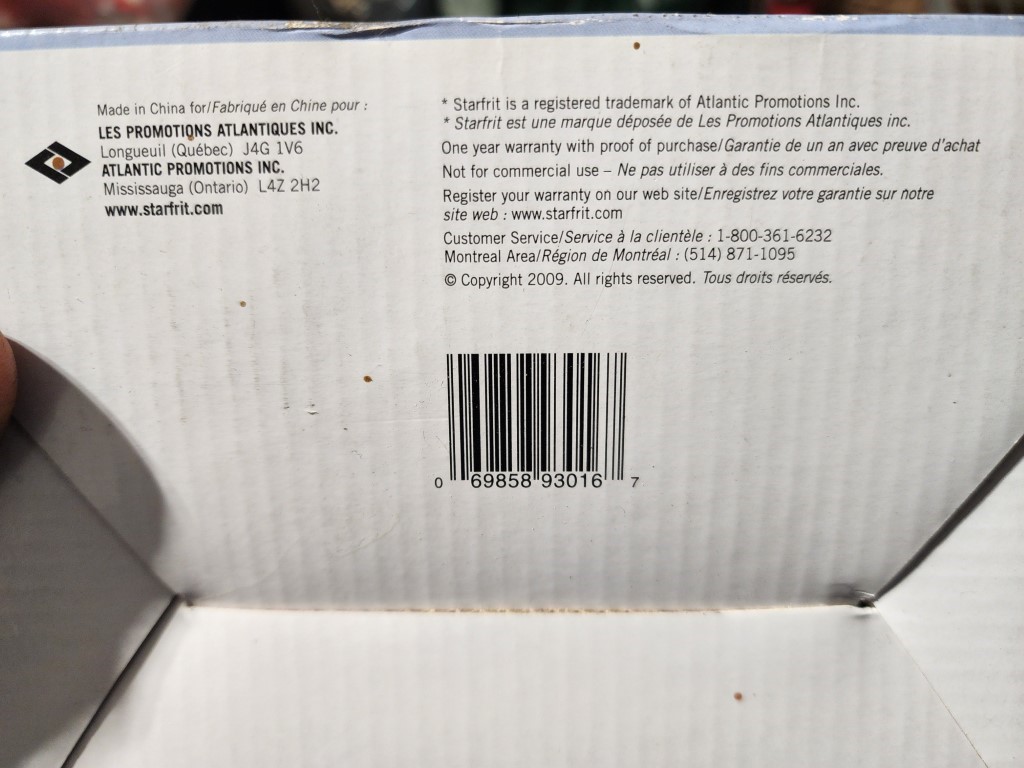 Made in China for/Fabriqué en Chine pour :
LES PROMOTIONS ATLANTIQUES INC.
Longueuil (Québec) J4G 1V6
ATLANTIC PROMOTIONS INC.
Mississauga (Ontario) L4Z 2H2
www.starfrit.com
* Starfrit is a registered trademark of Atlantic Promotions Inc.
* Starfrit est une marque déposée de Les Promotions Atlantiques inc.
One year warranty with proof of purchase/Garantie de un an avec preuve d'achat
Not for commercial use – Ne pas utiliser à des fins commerciales.
Register your warranty on our web site/Enregistrez votre garantie sur notre
site web : www.starfrit.com
Customer Service/Service à la clientèle : 1-800-361-6232
Montreal Area/Région de Montréal : (514) 871-1095
© Copyright 2009. All rights reserved. Tous droits réservés.
0 69858 93016 7